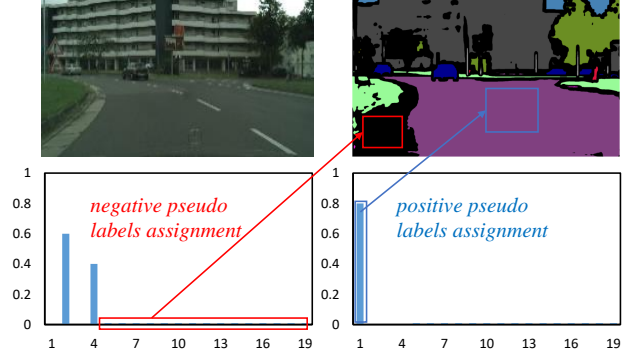 1
0.8
0.6
0.4
0.2
0
negative pseudo
labels assignment
1 4 7 10 13 16 19
1
0.8
0.6
0.4
0.2
0
positive pseudo
labels assignment
1 4 7 10 13 16 19